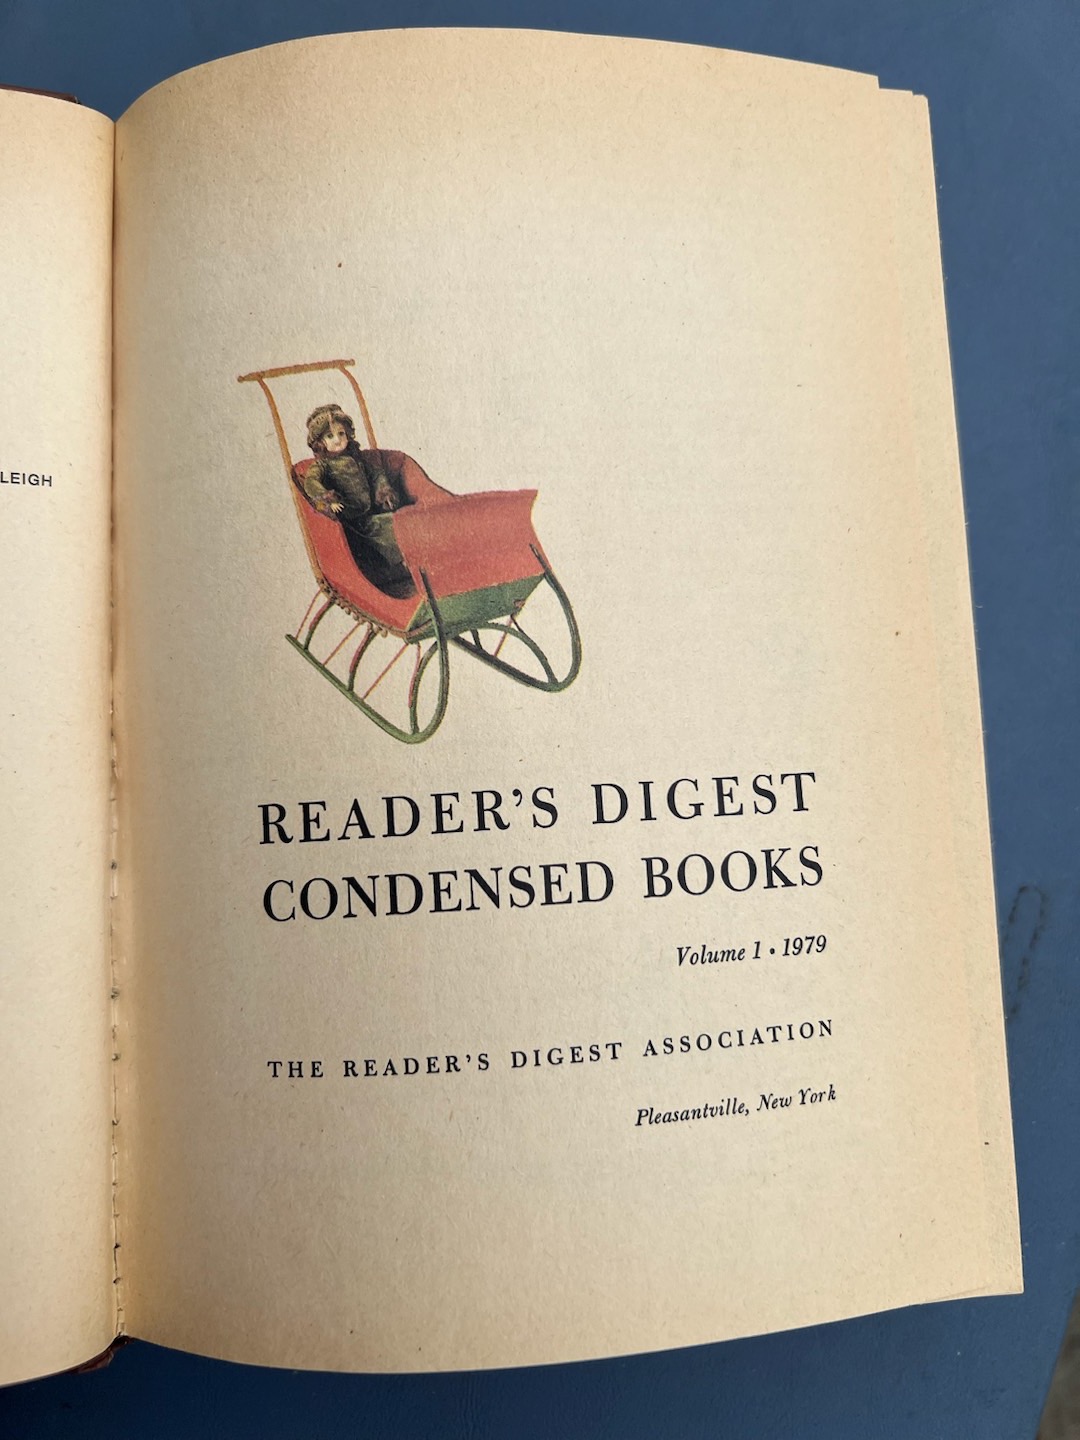 LEIGH
READER'S DIGEST
CONDENSED BOOKS
Volume 1 • 1979
THE READER'S DIGEST ASSOCIATION
Pleasantville, New York